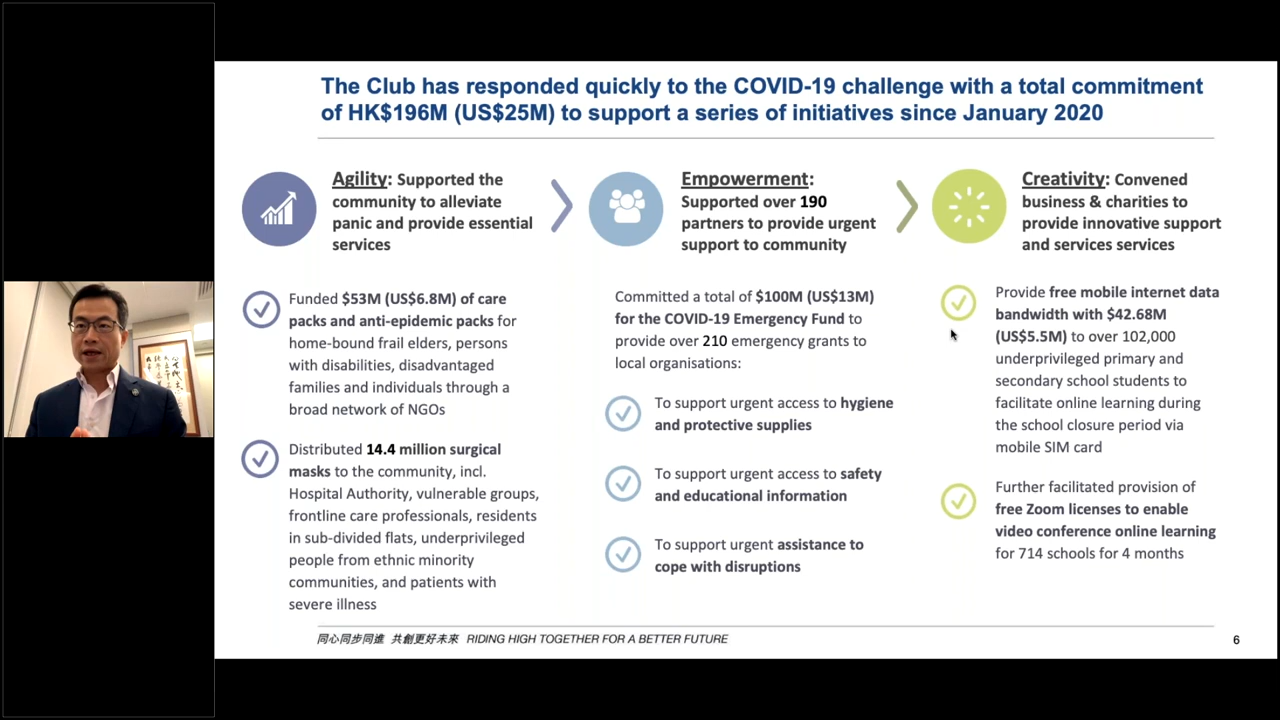 The Club has responded quickly to the COVID-19 challenge with a total commitment
of HK$196M (US$25M) to support a series of initiatives since January 2020
Agility: Supported the
community to alleviate
panic and provide essential
services
Funded $53M (US$6.8M) of care
packs and anti-epidemic packs for
home-bound frail elders, persons
with disabilities, disadvantaged
families and individuals through a
broad network of NGOs
Distributed 14.4 million surgical
masks to the community, incl.
Hospital Authority, vulnerable groups,
frontline care professionals, residents
in sub-divided flats, underprivileged
people from ethnic minority
communities, and patients with
severe illness
Empowerment:
Supported over 190
partners to provide urgent
support to community
Committed a total of $100M (US$13M)
for the COVID-19 Emergency Fund to
provide over 210 emergency grants to
local organisations:
To support urgent access to hygiene
and protective supplies
To support urgent access to safety
and educational information
To support urgent assistance to
cope with disruptions
Creativity: Convened
business & charities to
provide innovative support
and services services
Provide free mobile internet data
bandwidth with $42.68M
(US$5.5M) to over 102,000
underprivileged primary and
secondary school students to
facilitate online learning during
the school closure period via
mobile SIM card
Further facilitated provision of
free Zoom licenses to enable
video conference online learning
for 714 schools for 4 months
同心同步同進 共創更好未來 RIDING HIGH TOGETHER FOR A BETTER FUTURE
6